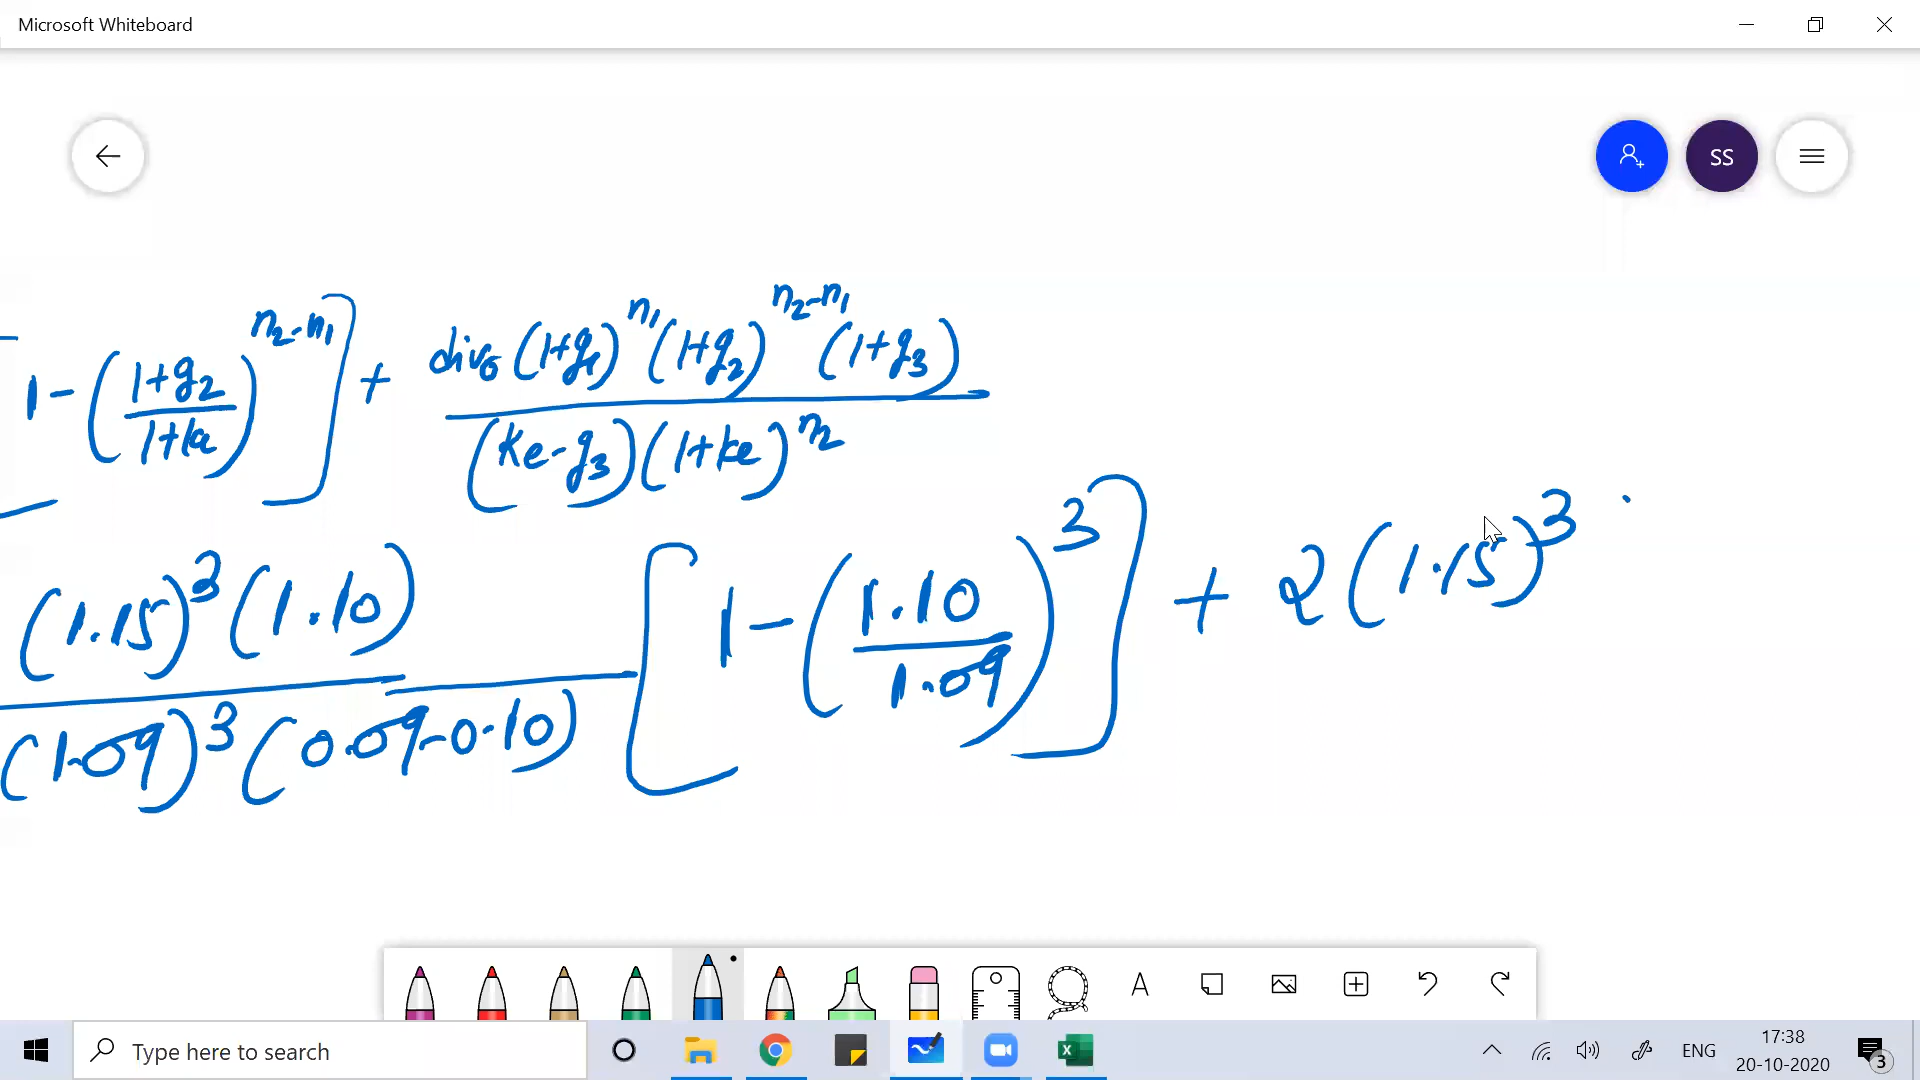 Microsoft Whiteboard
SS
1-((1+g2)/(1+ke))^(n2-n1)] + div0(1+g1)^n1(1+g2)^(n2-n1)(1+g3)
(ke-g3)(1+ke)^n2
(1.15)^3(1.10) [1-(1.10/1.09)^3] + 2(1.15)^3 .
(1.09)^3(0.09-0.10)
A
Type here to search
ENG
17:38
20-10-2020
3